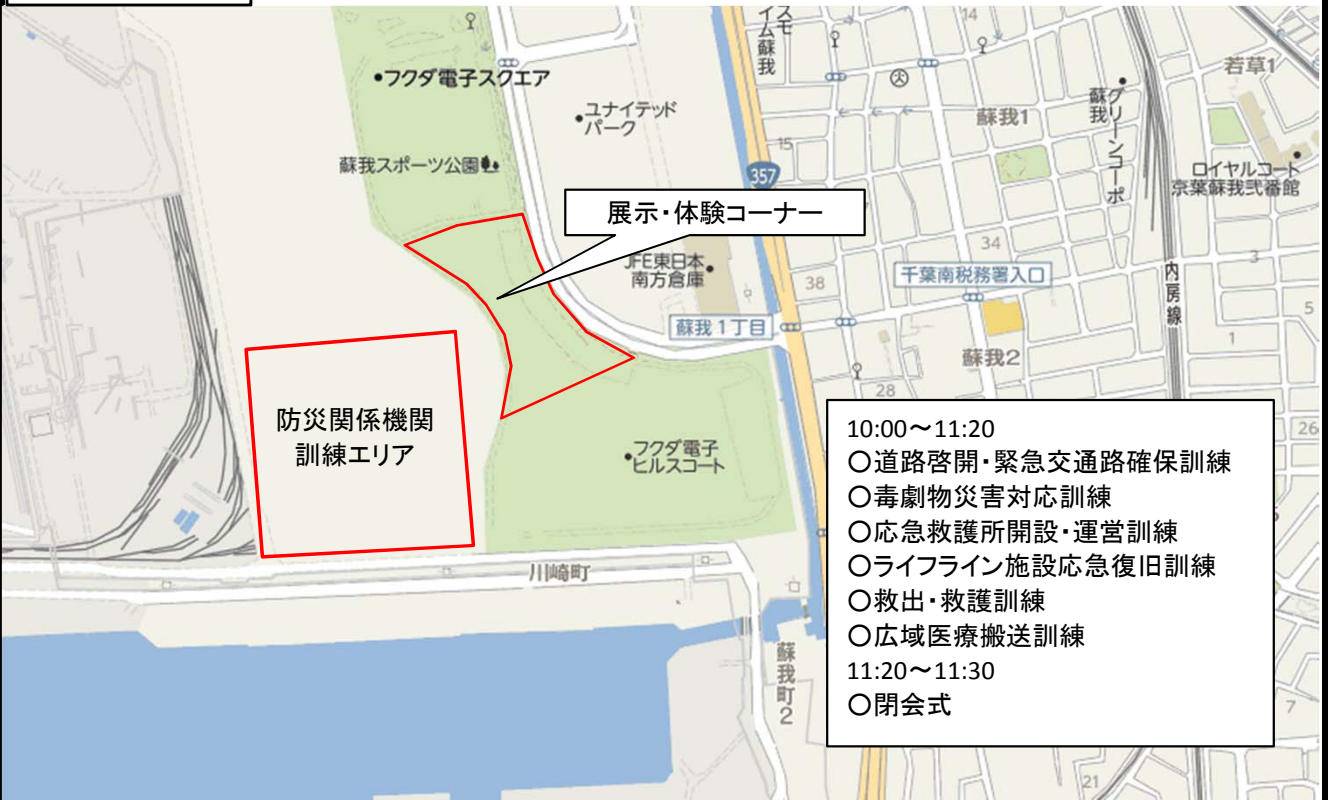 14
イム蘇我
スモ
若草1
・フクダ電子スクエア
・ユナイテッド
パーク
蘇我1
グリーンコーポ
蘇我
15
蘇我スポーツ公園
357
ロイヤルコート
京葉蘇我弐番館
展示・体験コーナー
34
3
JFE東日本・
南方倉庫
38
千葉南税務署入口
内房線
5
蘇我1丁目
1
蘇我2
28
防災関係機関
訓練エリア
・フクダ電子
ヒルスコート
26
10:00~11:20
○道路啓開・緊急交通路確保訓練
○毒劇物災害対応訓練
○応急救護所開設・運営訓練
○ライフライン施設応急復旧訓練
○救出・救護訓練
○広域医療搬送訓練
11:20~11:30
○閉会式
川崎町
蘇我町2
7
21